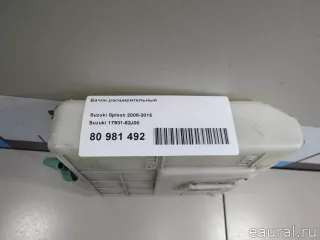 Бачок расширительный
Suzuki Splash 2008-2015
Suzuki 17931-62J00
80 981 492
eaural.ru